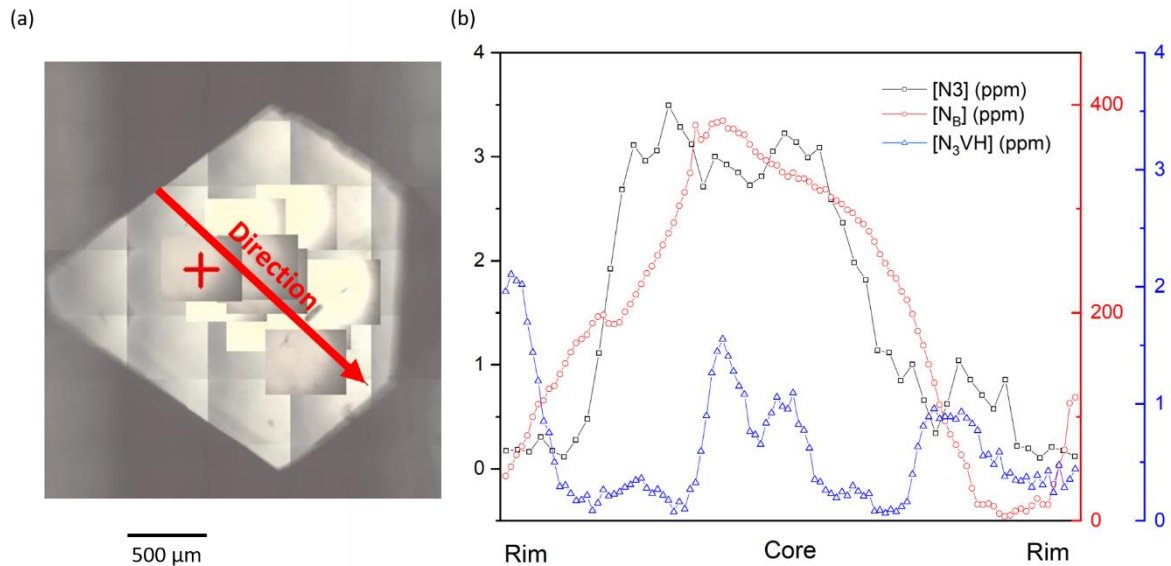 (a)
(b)
Direction
500 μm
4
3
2
1
0
400
200
0
4
3
2
1
0
[N3] (ppm)
[N_B] (ppm)
[N₃VH] (ppm)
Rim
Core
Rim